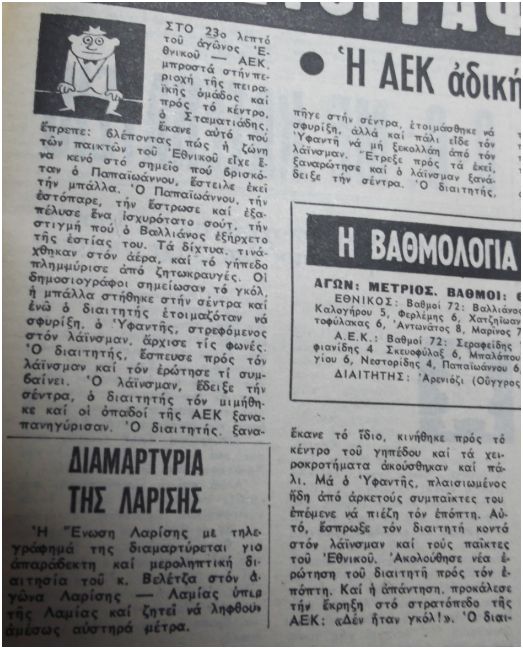 ● Ἡ ΑΕΚ ἀδική
ΣΤΟ 23ο λεπτό
τοῦ ἀγῶνος Ἐ-
θνικοῦ — ΑΕΚ,
μπροστά στήν πε-
ριοχή τῆς πειρα-
ϊκῆς ὁμάδος καί
πρός τό κέντρο,
ὁ Σταματιάδης,
ἔκανε αὐτό πού
ἔπρεπε: βλέποντας πώς ἡ ζώνη
τῶν παικτῶν τοῦ Ἐθνικοῦ εἶχε ἕ-
να κενό στό σημεῖο πού βρισκό-
ταν ὁ Παπαϊωάννου, ἔστειλε ἐκεῖ
τήν μπάλλα. Ὁ Παπαϊωάννου, τήν
ἐστόπαρε, τήν ἔστρωσε καί ἐξα-
πέλυσε ἕνα ἰσχυρότατο σούτ, τήν
στιγμή πού ὁ Βαλλιάνος ἐξήρχετο
τῆς ἑστίας του. Τά δίχτυα, τινά-
χθηκαν στόν ἀέρα, καί τό γήπεδο
πλημμύρισε ἀπό ζητωκραυγές. Οἱ
δημοσιογράφοι σημείωσαν τό γκόλ,
ἡ μπάλλα στήθηκε στήν σέντρα καί
ἐνῶ ὁ διαιτητής ἑτοιμαζόταν νά
σφυρίξη, ὁ Ὑφαντής, στρεφόμενος
στόν λάϊνσμαν, ἄρχισε τίς φωνές.
Ὁ διαιτητής, ἔσπευσε πρός τόν
λάϊνσμαν καί τόν ἐρώτησε τί συμ-
βαίνει. Ὁ λάϊνσμαν, ἔδειξε τήν
σέντρα, ὁ διαιτητής τόν μιμήθη-
κε καί οἱ ὀπαδοί τῆς ΑΕΚ ξανα-
πανηγύρισαν. Ὁ διαιτητής, ξανα-
πῆγε στήν σέντρα, ἑτοιμάσθηκε νά
σφυρίξη, ἀλλά καί πάλι εἶδε τόν
Ὑφαντή νά μή ξεκολλάη ἀπό τόν
λάϊνσμαν. Ἔτρεξε πρός τά ἐκεῖ,
ξαναρώτησε καί ὁ λάϊνσμαν ξανά-
δειξε τήν σέντρα. Ὁ διαιτητής,
Η ΒΑΘΜΟΛΟΓΙΑ
ΑΓΩΝ: ΜΕΤΡΙΟΣ. ΒΑΘΜΟΙ:
ΕΘΝΙΚΟΣ: Βαθμοί 72: Βαλλιάνο
Καλογήρου 5, Φερλέμης 6, Χατζηϊωαν
τοφύλακας 6, Ἀντωνάτος 8, Μαρίνος 7
Α.Ε.Κ.: Βαθμοί 72: Σεραφείδης
φιανίδης 4 Σκευοφύλαξ 6, Μπαλόπου
γίου 6, Νεστορίδης 4, Παπαϊωάννου 6
ΔΙΑΙΤΗΤΗΣ: Ἀρενιόζι (Οὖγγρος
ἔκανε τό ἴδιο, κινήθηκε πρός τό
κέντρο τοῦ γηπέδου καί τά χει-
ροκροτήματα ἀκούσθηκαν καί πά-
λι. Μά ὁ Ὑφαντής, πλαισιωμένος
ἤδη ἀπό ἀρκετούς συμπαῖκτες του
ἐπέμενε νά πιέζη τόν ἐπόπτη. Αὐ-
τό, ἔσπρωξε τόν διαιτητή κοντά
στόν λάϊνσμαν καί τούς παῖκτες
τοῦ Ἐθνικοῦ. Ἀκολούθησε νέα ἐ-
ρώτηση τοῦ διαιτητῆ πρός τόν ἐ-
πόπτη. Καί ἡ ἀπάντηση, προκάλεσε
τήν ἔκρηξη στό στρατόπεδο τῆς
ΑΕΚ: «Δέν ἦταν γκόλ!». Ὁ διαι-
ΔΙΑΜΑΡΤΥΡΙΑ
ΤΗΣ ΛΑΡΙΣΗΣ
Ἡ Ἕνωση Λαρίσης μέ τηλε-
γράφημά της διαμαρτύρεται γιά
ἀπαράδεκτη καί μεροληπτική δι-
αιτησία τοῦ κ. Βελέτζα στόν ἀ-
γῶνα Λαρίσης — Λαμίας ὑπέρ
τῆς Λαμίας καί ζητεῖ νά ληφθοῦν
ἀμέσως αὐστηρά μέτρα.